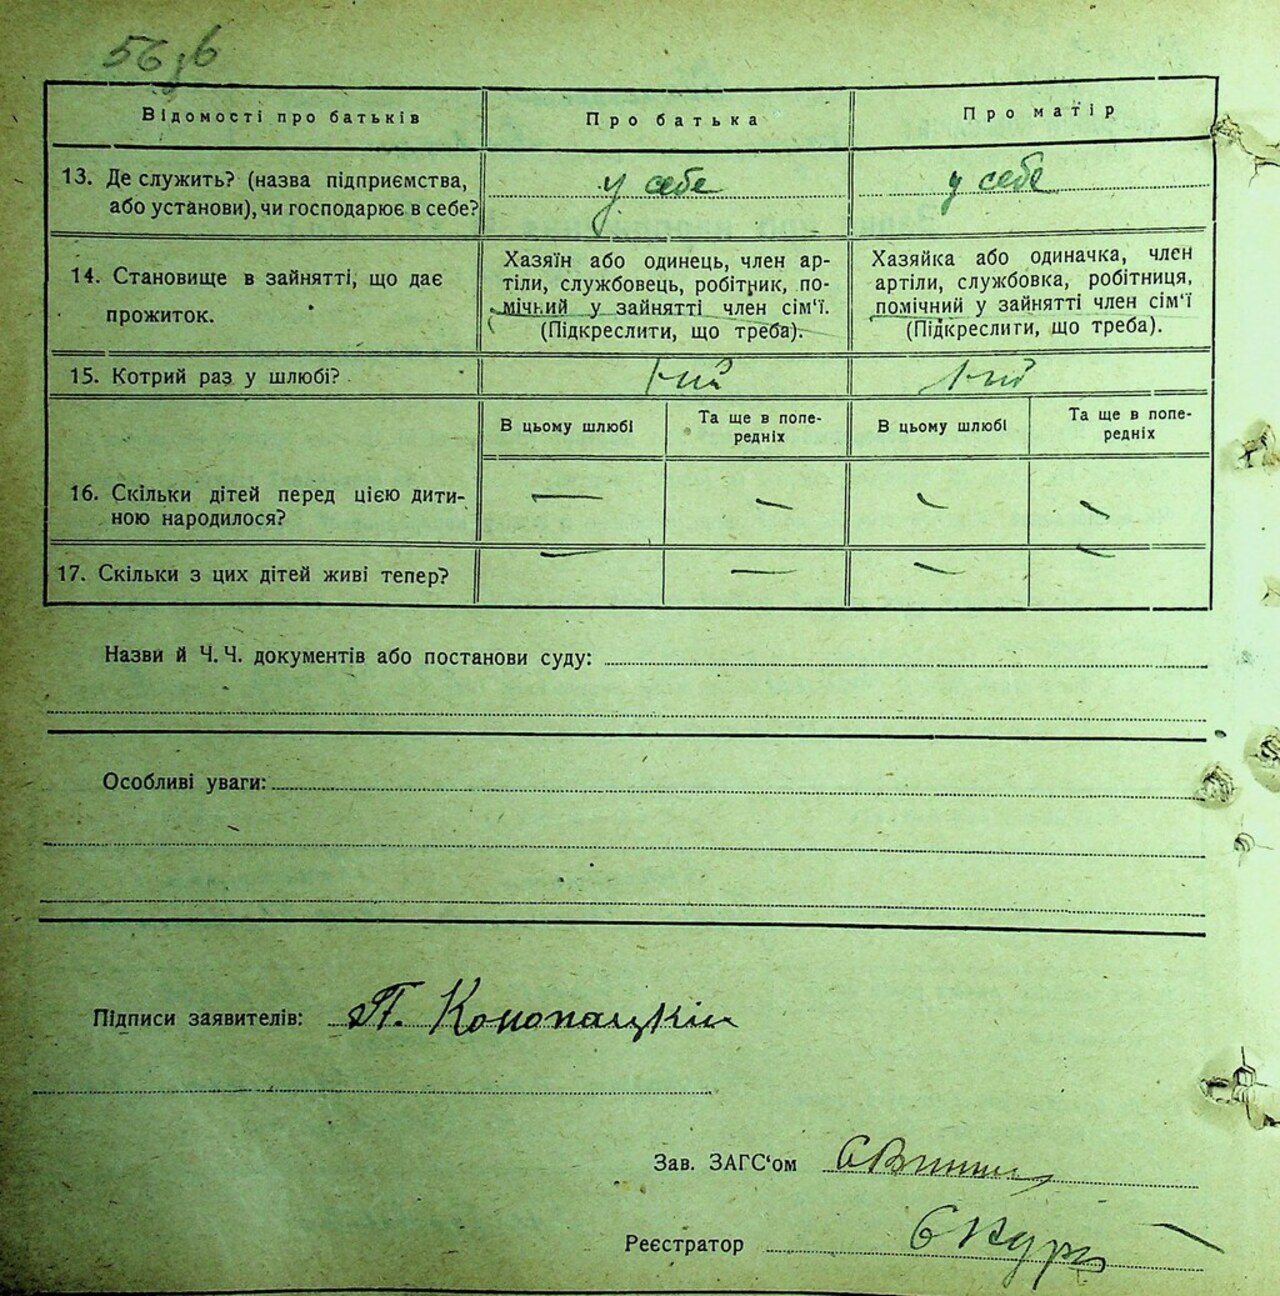 56зв
Відомості про батьків
Про батька
Про матір
13. Де служить? (назва підприємства,
або установи), чи господарює в себе?
у себе
у себе
14. Становище в зайнятті, що дає
прожиток.
Хазяїн або одинець, член ар-
тіли, службовець, робітник, по-
мічний у зайнятті член сім‘ї.
(Підкреслити, що треба).
Хазяйка або одиначка, член
артіли, службовка, робітниця,
помічний у зайнятті член сім‘ї
(Підкреслити, що треба).
15. Котрий раз у шлюбі?
1-ий
1-ий
В цьому шлюбі
Та ще в попе-
редніх
В цьому шлюбі
Та ще в попе-
редніх
16. Скільки дітей перед цією дити-
ною народилося?
— — — —
17. Скільки з цих дітей живі тепер?
— — — —
Назви й Ч. Ч. документів або постанови суду:
Особливі уваги:
Підписи заявителів: П. Конопацкій
Зав. ЗАГС‘ом
Реєстратор